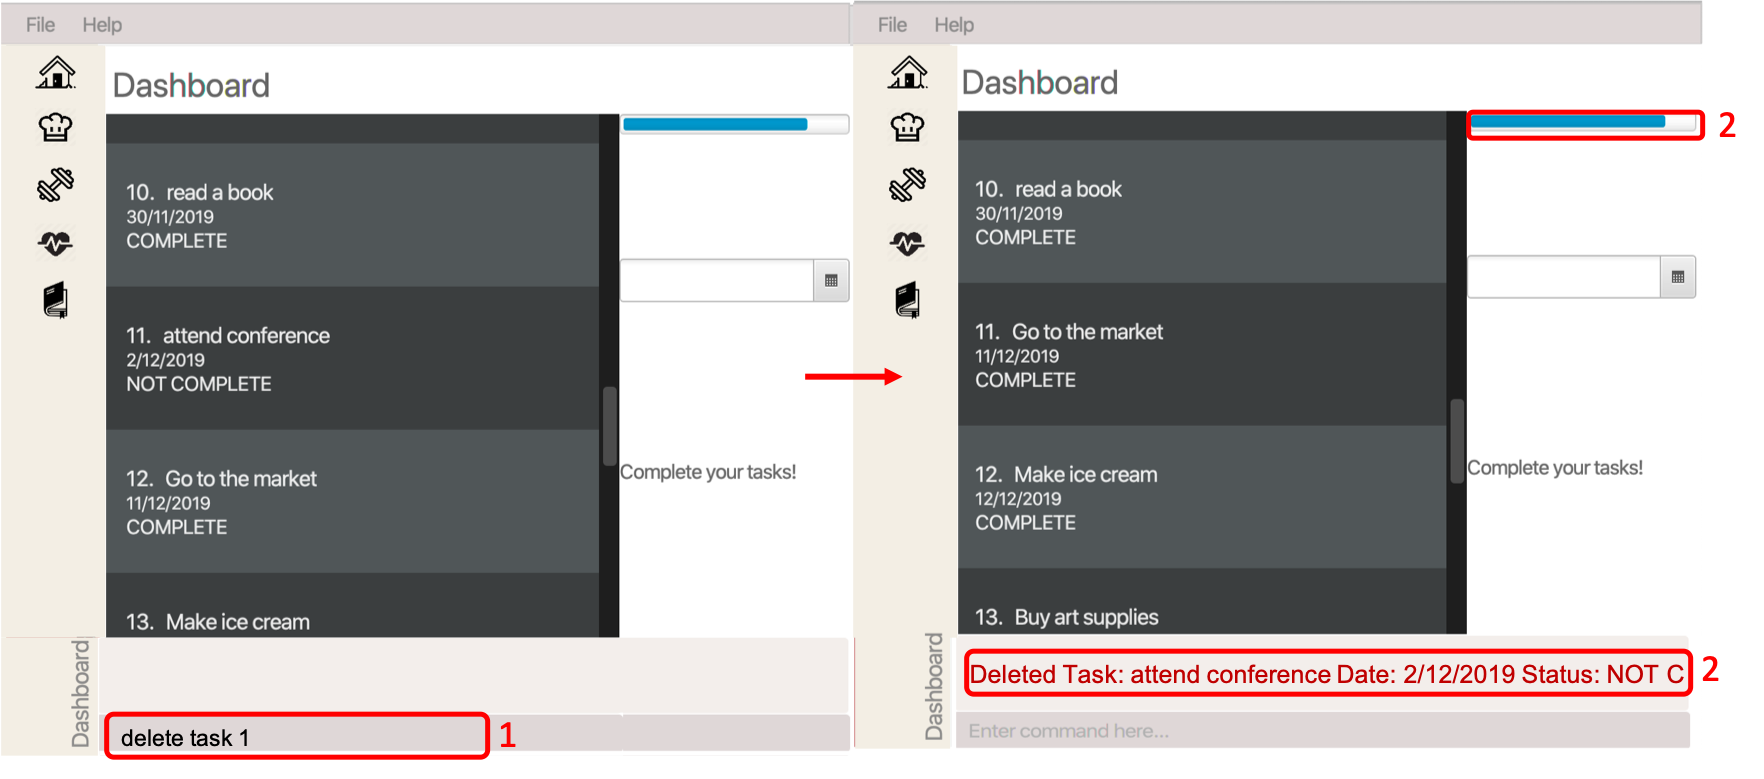 File Help
Dashboard
10. read a book
30/11/2019
COMPLETE
11. attend conference
2/12/2019
NOT COMPLETE
12. Go to the market
11/12/2019
COMPLETE
13. Make ice cream
Complete your tasks!
Dashboard
delete task 1
1
File Help
Dashboard
2
10. read a book
30/11/2019
COMPLETE
11. Go to the market
11/12/2019
COMPLETE
12. Make ice cream
12/12/2019
COMPLETE
13. Buy art supplies
Complete your tasks!
Dashboard
Deleted Task: attend conference Date: 2/12/2019 Status: NOT C
2
Enter command here...